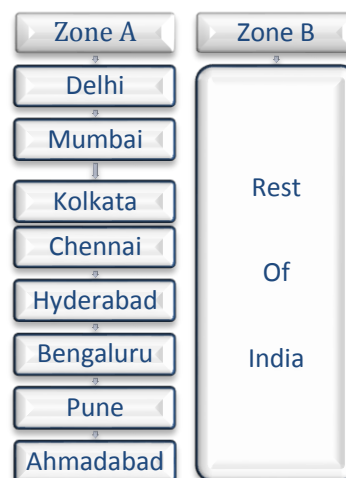 Zone A
Delhi
Mumbai
Kolkata
Chennai
Hyderabad
Bengaluru
Pune
Ahmadabad
Zone B
Rest
Of
India